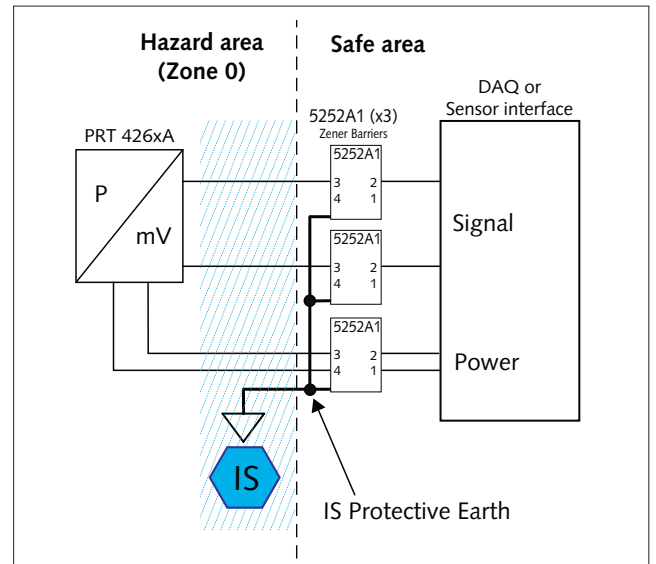 Hazard area
(Zone 0)
Safe area
DAQ or
Sensor interface
5252A1 (x3)
Zener Barriers
PRT 426xA
P
mV
5252A1
3 2
4 1
Signal
5252A1
3 2
4 1
5252A1
3 2
4 1
Power
IS
IS Protective Earth